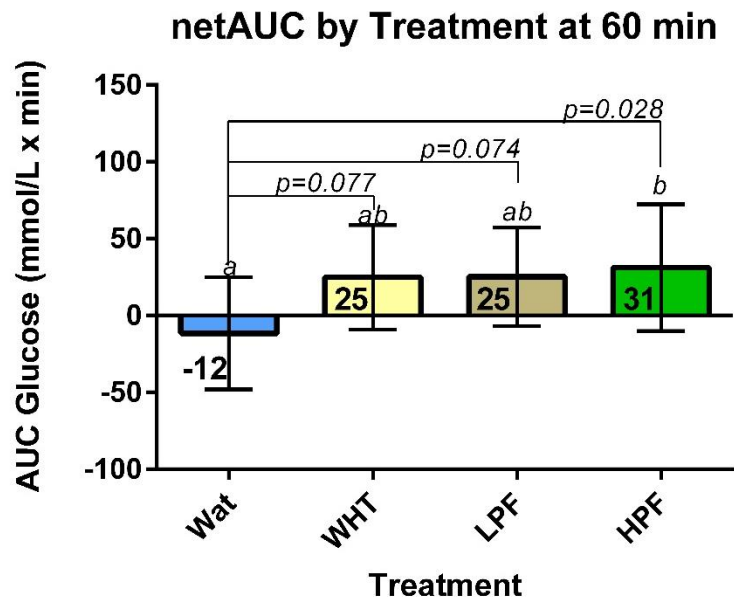 netAUC by Treatment at 60 min
AUC Glucose (mmol/L x min)
150
100
50
0
-50
-100
p=0.028
p=0.074
p=0.077
a
ab
ab
b
-12
25
25
31
Wat
WHT
LPF
HPF
Treatment